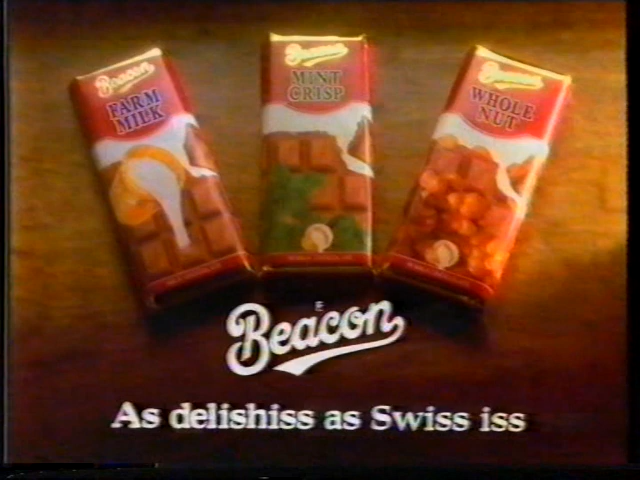 Beacon
FARM
MILK
Beacon
MINT
CRISP
Beacon
WHOLE
NUT
Beacon
As delishiss as Swiss iss